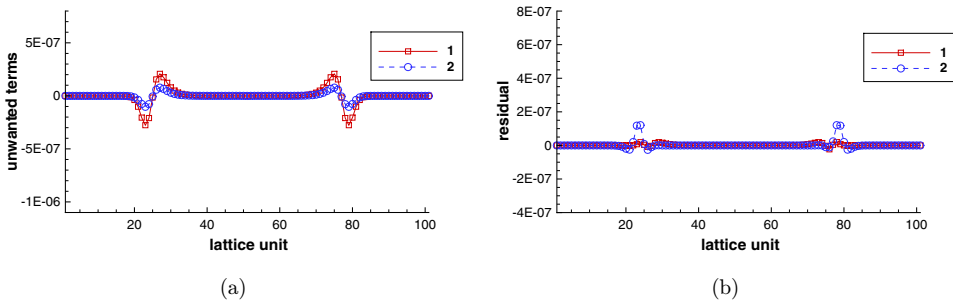 unwanted terms
5E-07
0
-5E-07
-1E-06
20
40
60
80
100
lattice unit
1
2
(a)
residual
8E-07
6E-07
4E-07
2E-07
0
-2E-07
-4E-07
20
40
60
80
100
lattice unit
1
2
(b)